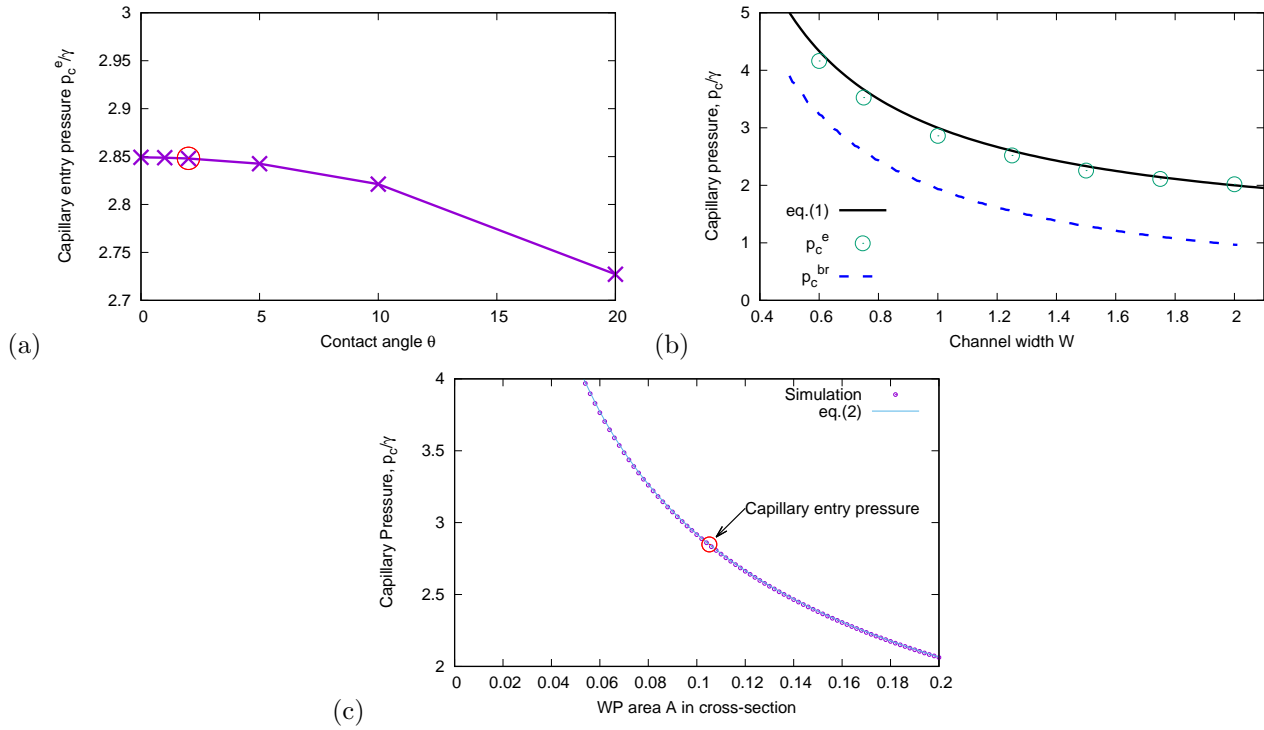 3
2.95
2.9
2.85
2.8
2.75
2.7
0 5 10 15 20
Capillary entry pressure p_c^e/γ
Contact angle θ
(a)
5
4
3
2
1
0
0.4 0.6 0.8 1 1.2 1.4 1.6 1.8 2
Capillary pressure, p_c/γ
Channel width W
eq.(1)
p_c^e
p_c^br
(b)
4
3.5
3
2.5
2
0 0.02 0.04 0.06 0.08 0.1 0.12 0.14 0.16 0.18 0.2
Capillary Pressure, p_c/γ
WP area A in cross-section
Simulation
eq.(2)
Capillary entry pressure
(c)